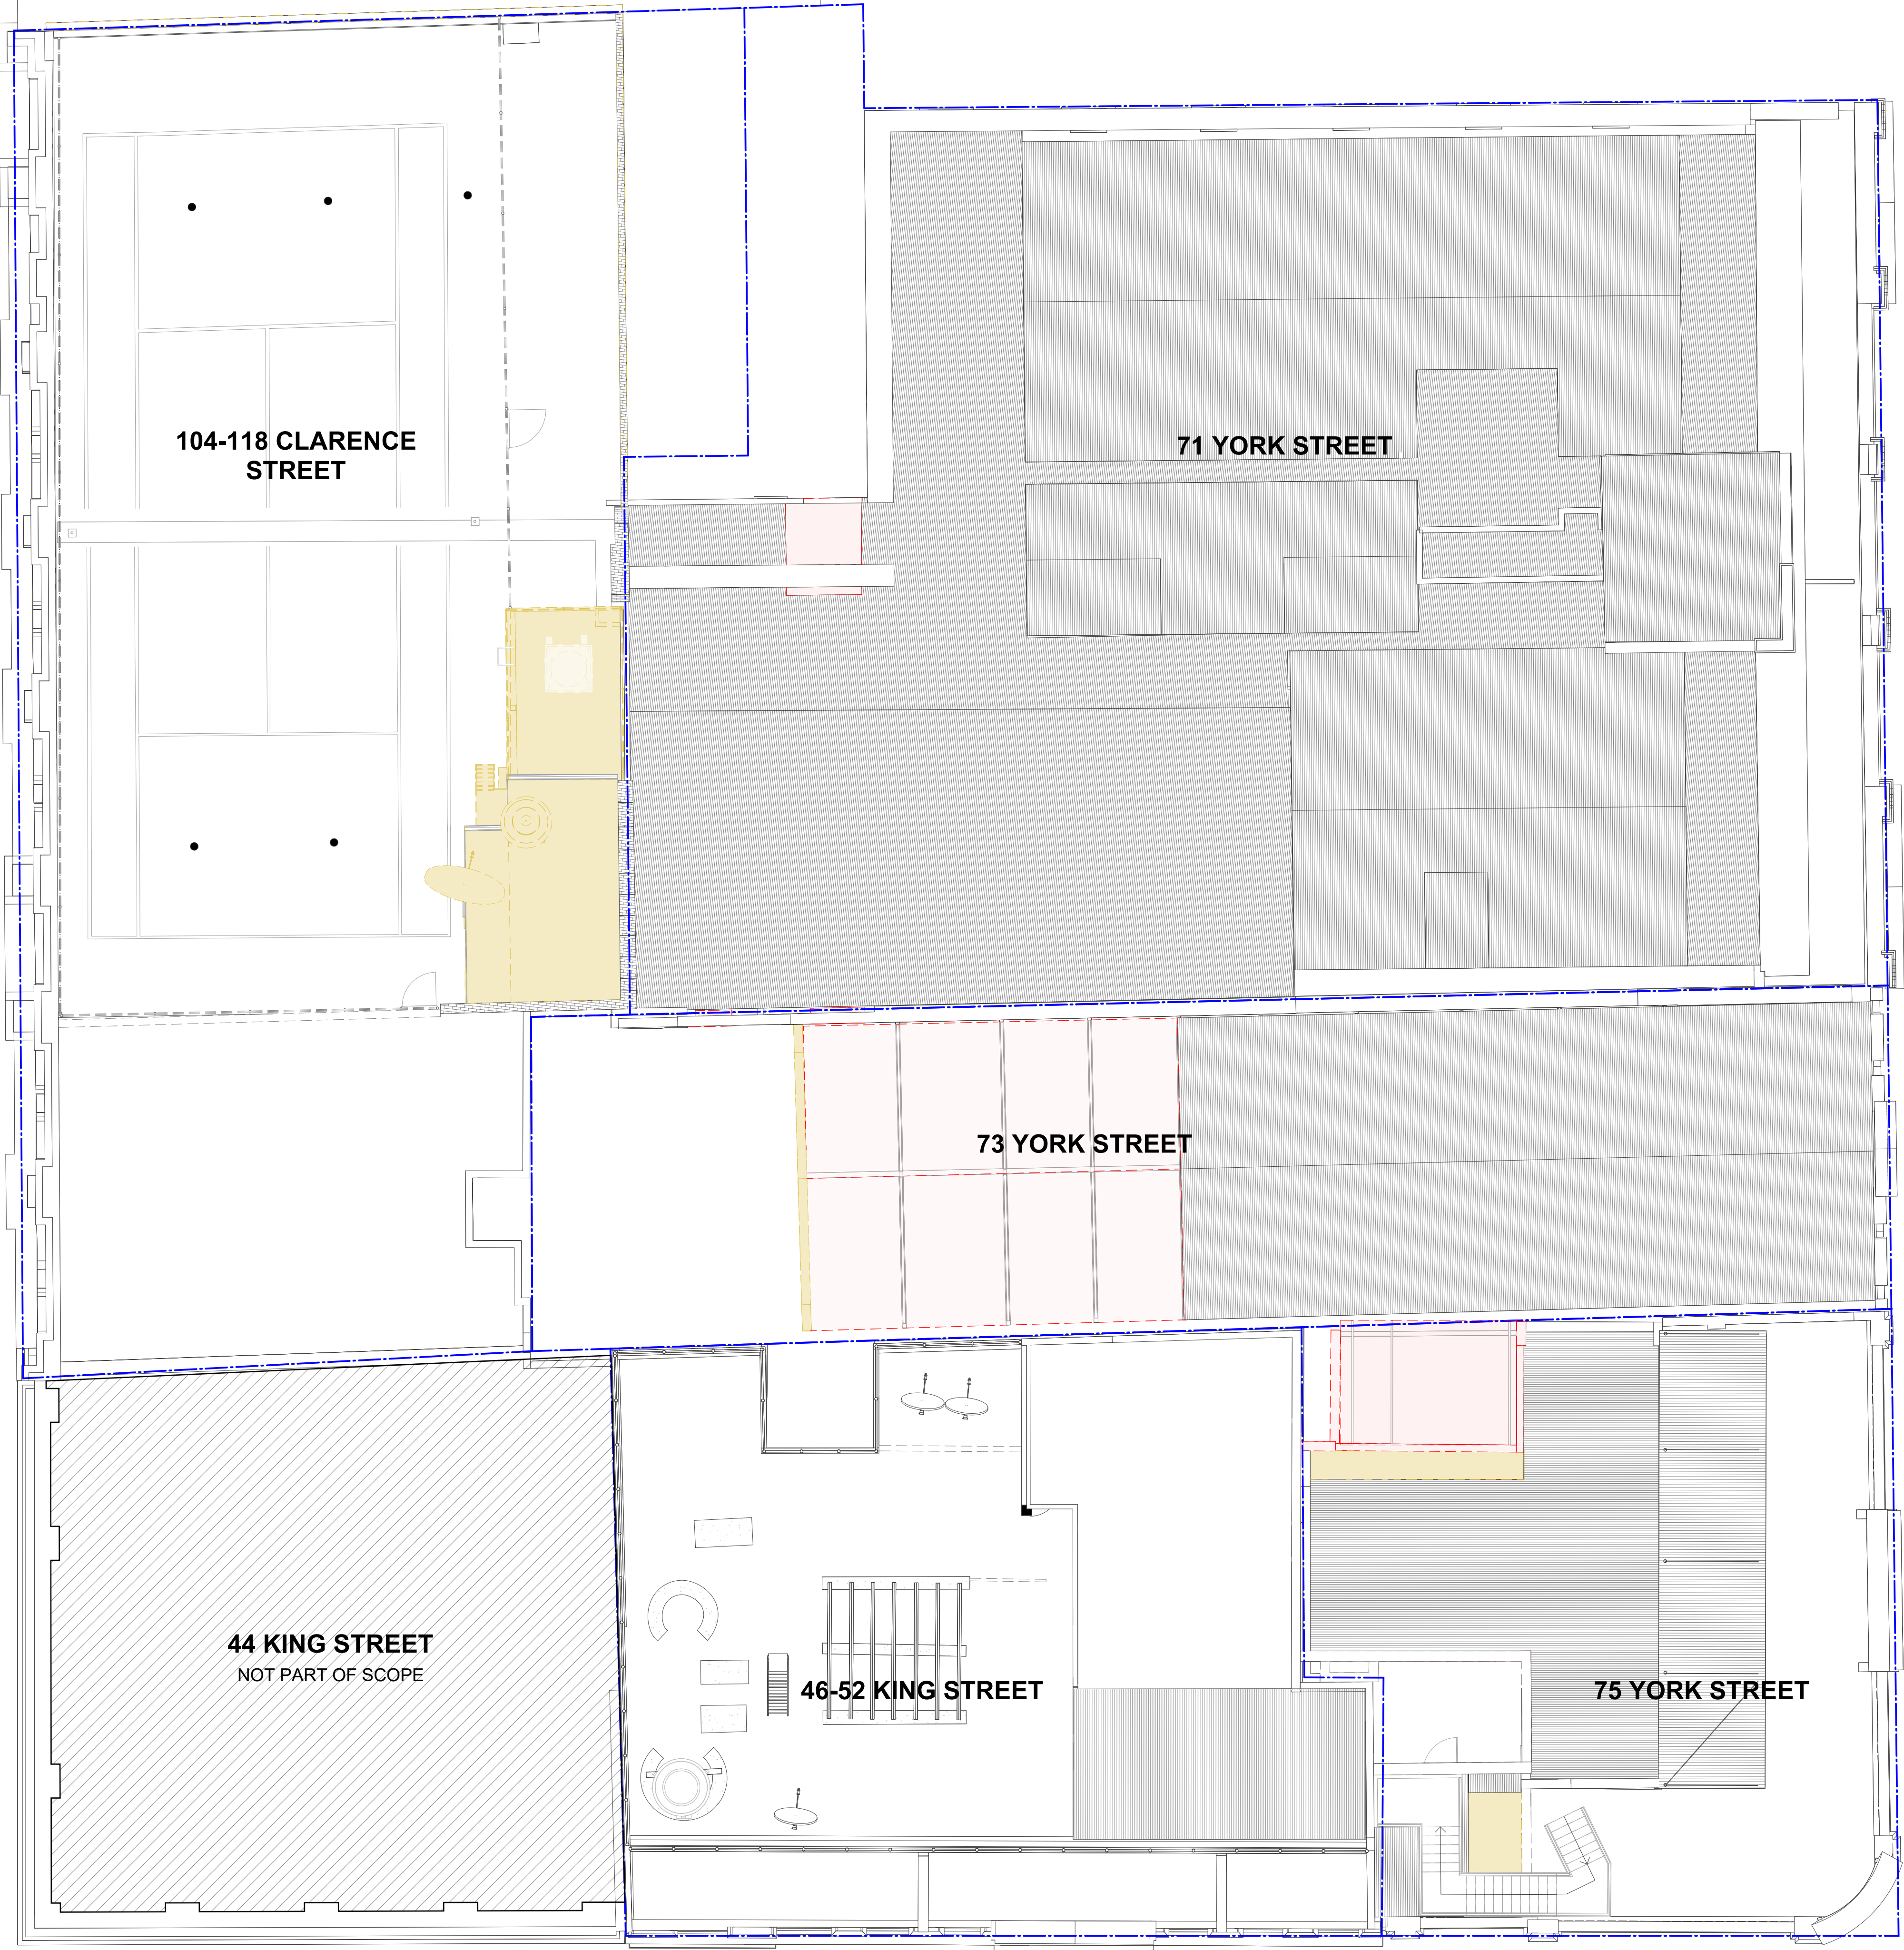 104-118 CLARENCE
STREET
71 YORK STREET
73 YORK STREET
44 KING STREET
NOT PART OF SCOPE
46-52 KING STREET
75 YORK STREET